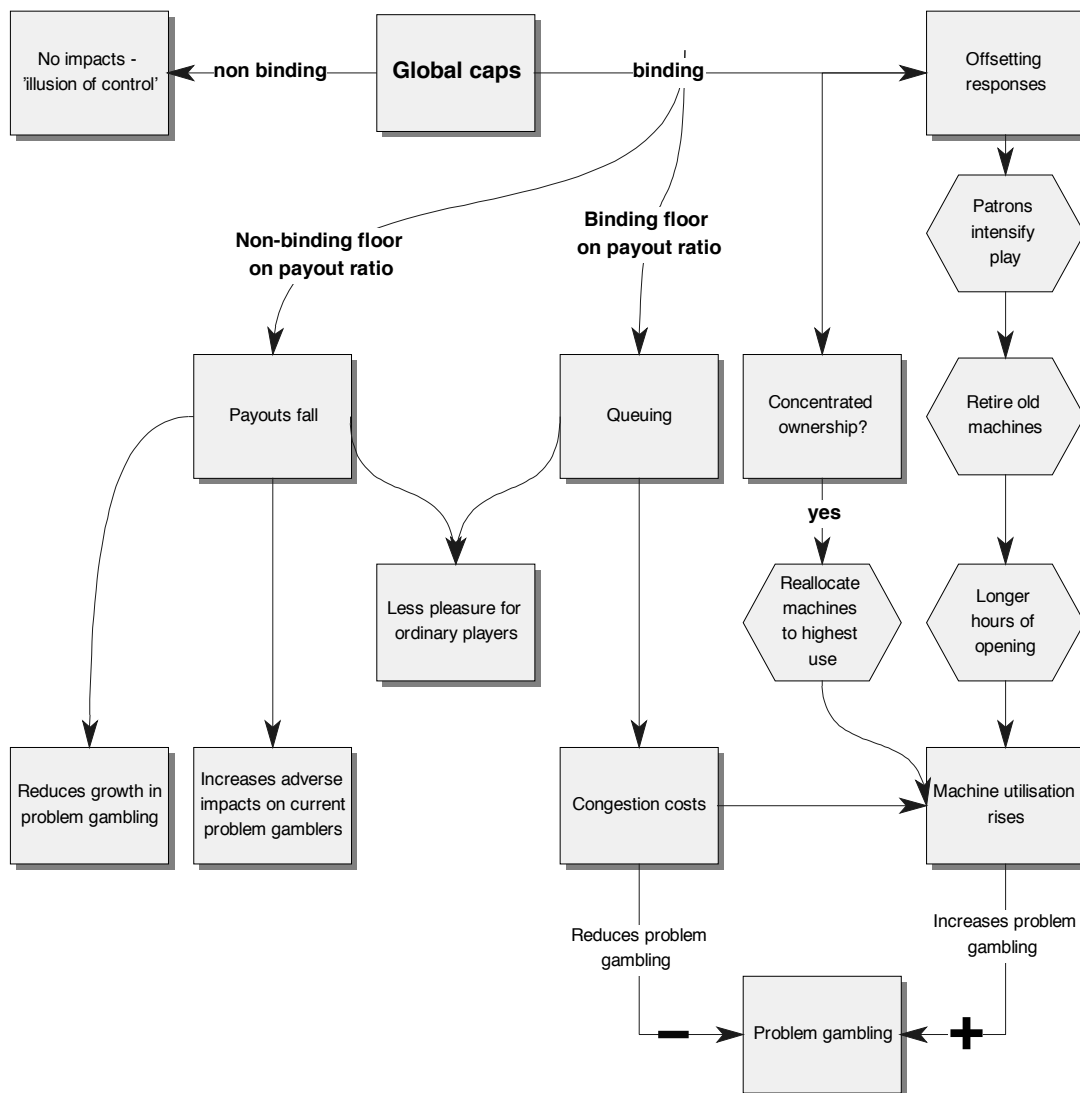 No impacts -
'illusion of control’
non binding
Global caps
binding
Offsetting
responses
Patrons
intensify
play
Non-binding floor
on payout ratio
Binding floor
on payout ratio
Payouts fall
Queuing
Concentrated
ownership?
Retire old
machines
yes
Less pleasure for
ordinary players
Reallocate
machines
to highest
use
Longer
hours of
opening
Reduces growth in
problem gambling
Increases adverse
impacts on current
problem gamblers
Congestion costs
Machine utilisation
rises
Reduces problem
gambling
Increases problem
gambling
−
Problem gambling
+